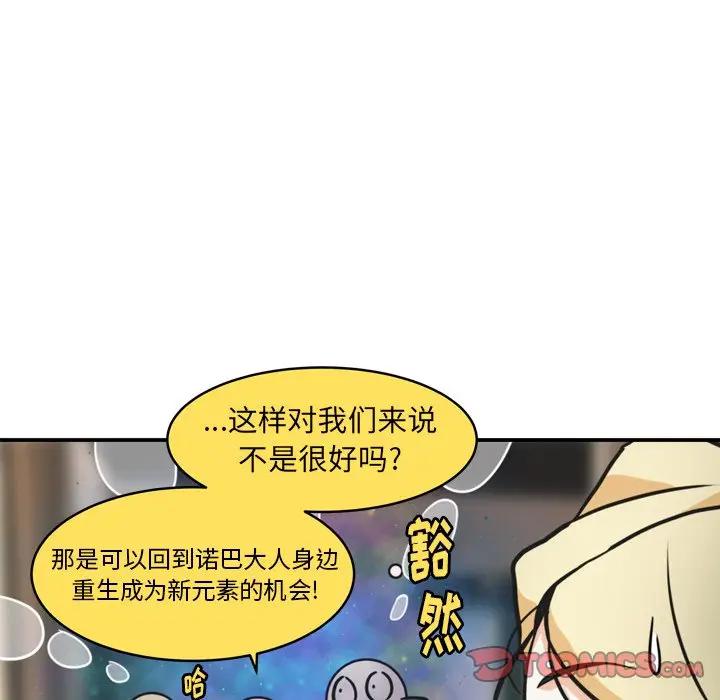 ...这样对我们来说
不是很好吗?
那是可以回到诺巴大人身边
重生成为新元素的机会!
豁然
哈
TOOMICS.com